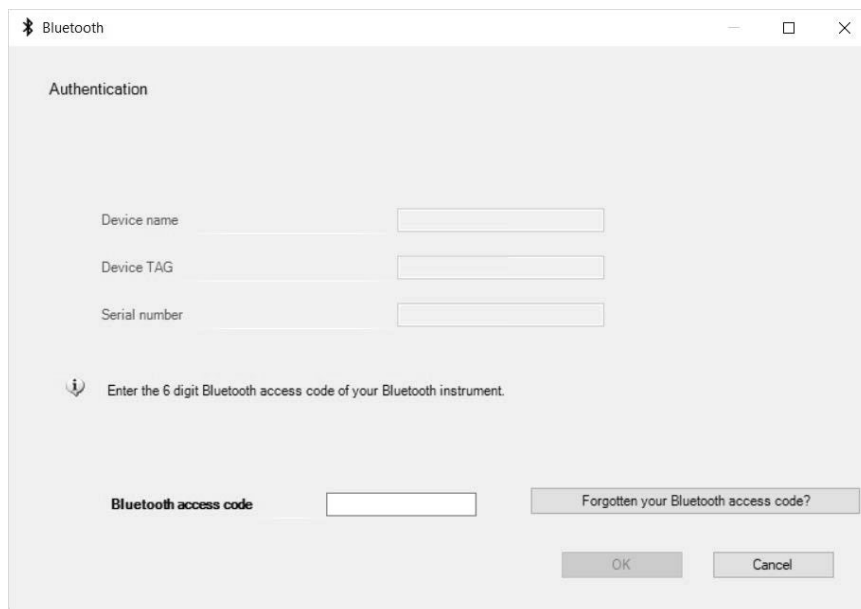 Bluetooth
Authentication
Device name
Device TAG
Serial number
Enter the 6 digit Bluetooth access code of your Bluetooth instrument.
Bluetooth access code
Forgotten your Bluetooth access code?
OK
Cancel